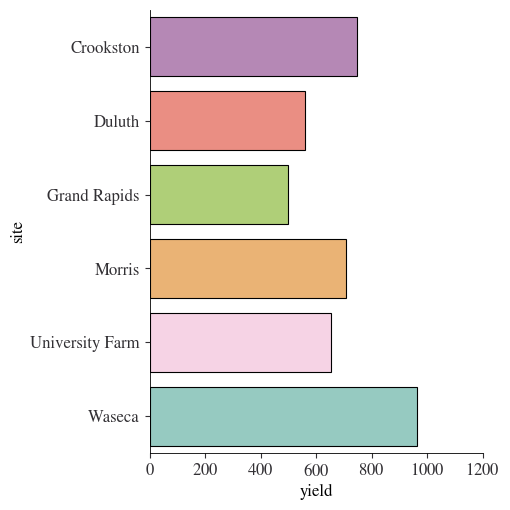 Crookston
Duluth
Grand Rapids
site
Morris
University Farm
Waseca
0 200 400 600 800 1000 1200
yield